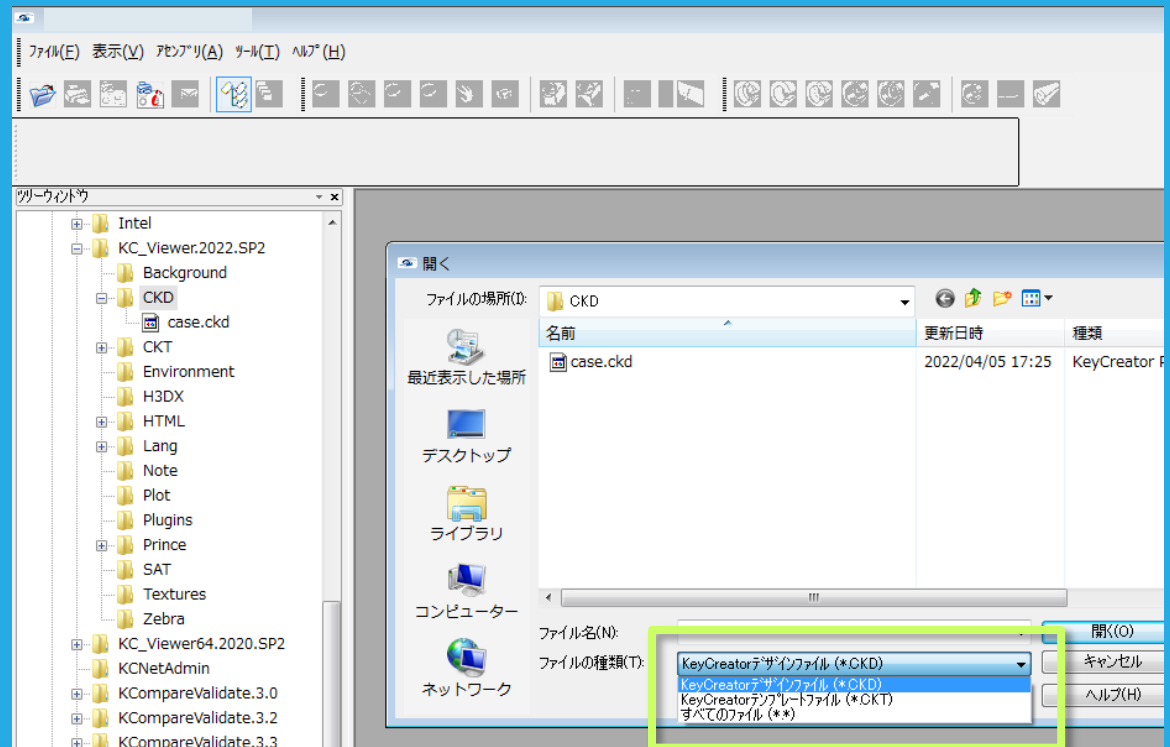 ファイル(F) 表示(V) アセンブリ(A) ツール(T) ヘルプ(H)
ツリーウィンドウ
Intel
KC_Viewer.2022.SP2
Background
CKD
case.ckd
CKT
Environment
H3DX
HTML
Lang
Note
Plot
Plugins
Prince
SAT
Textures
Zebra
KC_Viewer64.2020.SP2
KCNetAdmin
KCompareValidate.3.0
KCompareValidate.3.2
KCompareValidate.3.3
開く
ファイルの場所(I):
CKD
名前 更新日時 種類
case.ckd 2022/04/05 17:25 KeyCreator
最近表示した場所
デスクトップ
ライブラリ
コンピューター
ネットワーク
ファイル名(N):
開く(O)
ファイルの種類(T):
KeyCreatorデザインファイル (*.CKD)
キャンセル
KeyCreatorデザインファイル (*.CKD)
KeyCreatorテンプレートファイル (*.CKT)
すべてのファイル (*.*)
ヘルプ(H)